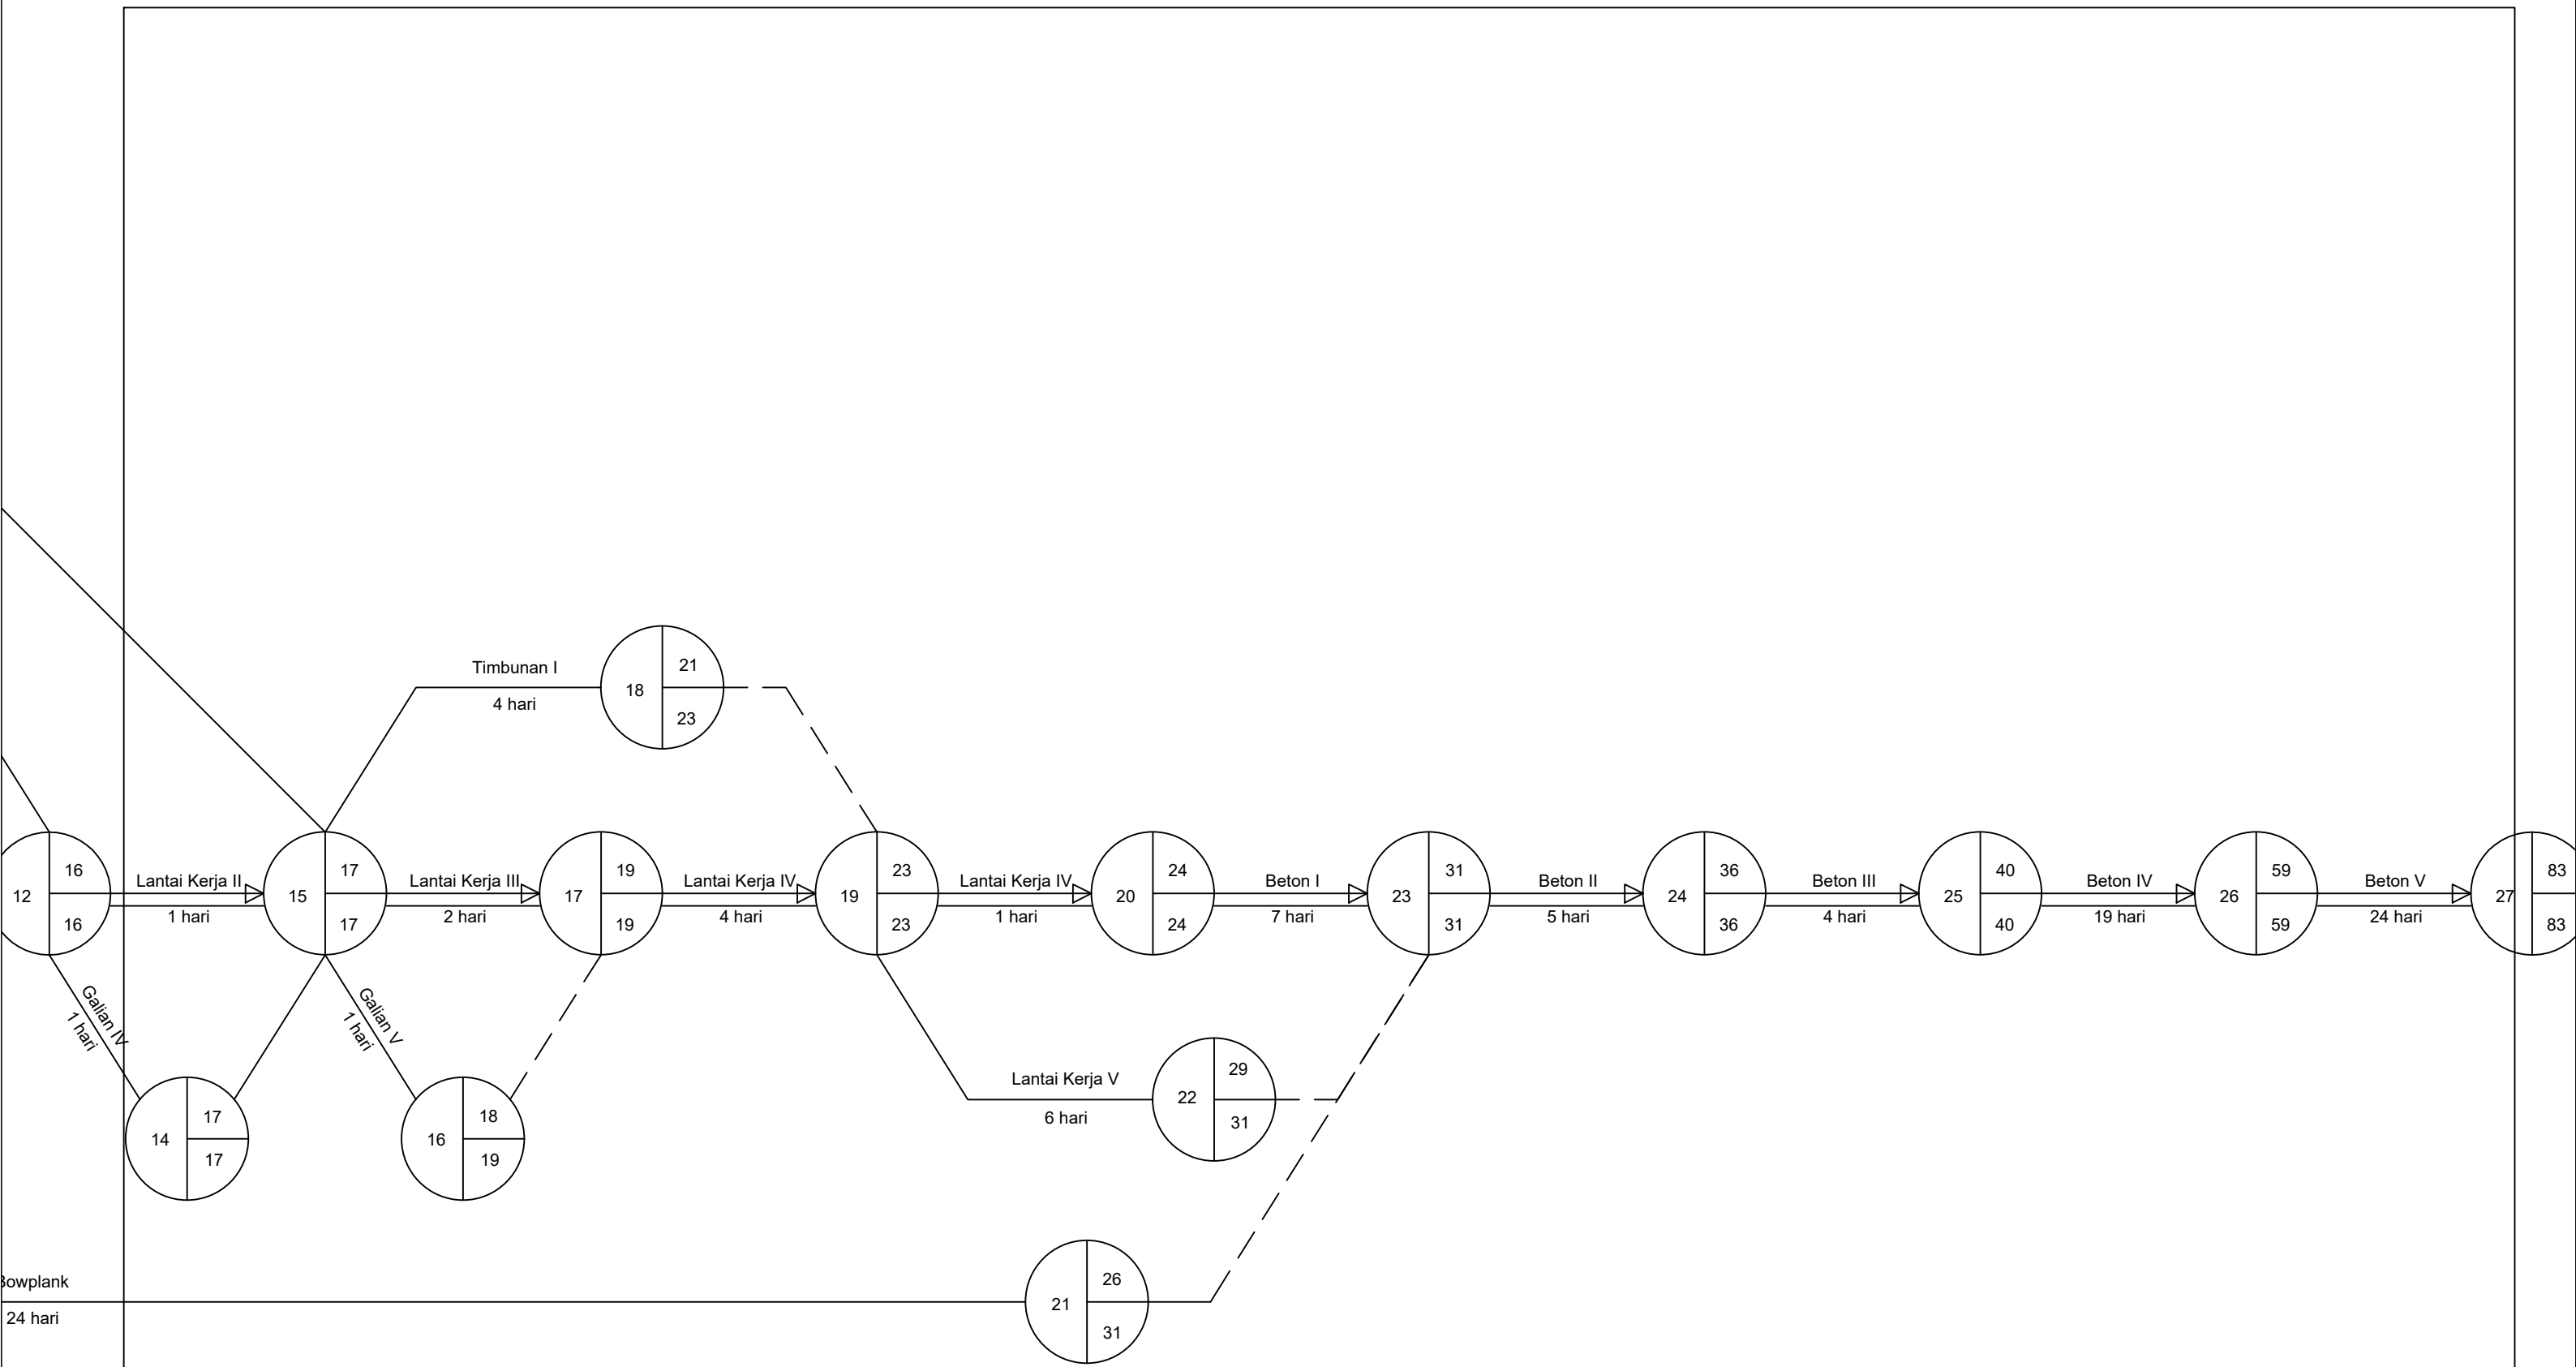 Timbunan I
4 hari
18
21
23
12
16
16
Lantai Kerja II
1 hari
15
17
17
Lantai Kerja III
2 hari
17
19
19
Lantai Kerja IV
4 hari
19
23
23
Lantai Kerja IV
1 hari
20
24
24
Beton I
7 hari
23
31
31
Beton II
5 hari
24
36
36
Beton III
4 hari
25
40
40
Beton IV
19 hari
26
59
59
Beton V
24 hari
27
83
83
Galian IV
1 hari
14
17
17
Galian V
1 hari
16
18
19
Lantai Kerja V
6 hari
22
29
31
Bowplank
24 hari
21
26
31